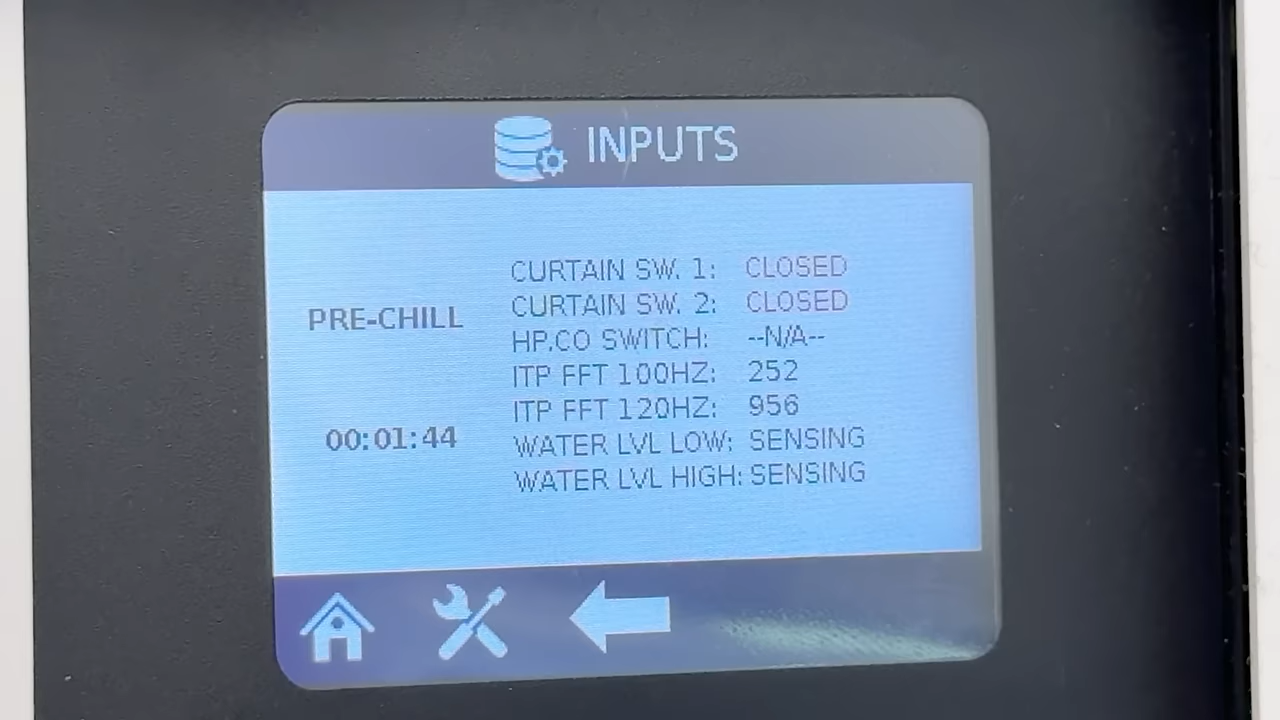 INPUTS
PRE-CHILL
00:01:44
CURTAIN SW. 1: CLOSED
CURTAIN SW. 2: CLOSED
HP.CO SWITCH: --N/A--
ITP FFT 100HZ: 252
ITP FFT 120HZ: 956
WATER LVL LOW: SENSING
WATER LVL HIGH: SENSING